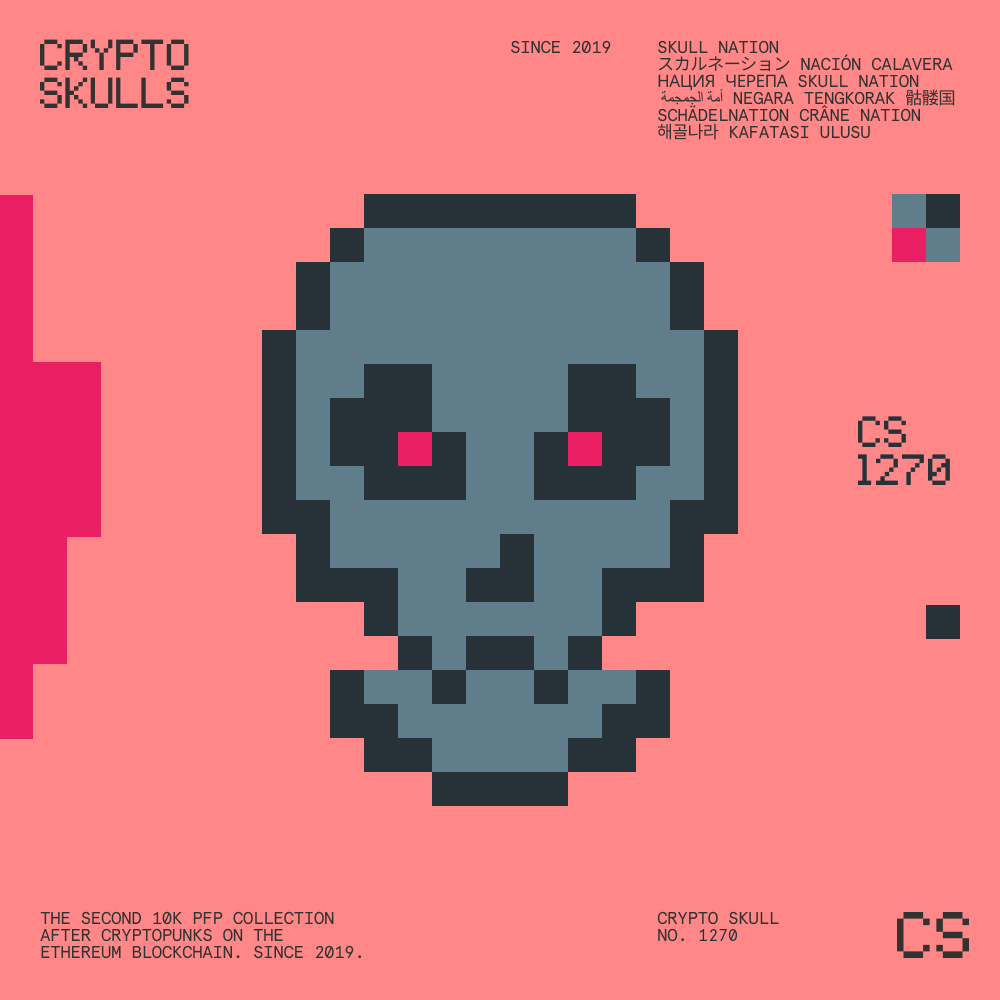 CRYPTO
SKULLS
SINCE 2019
SKULL NATION
スカルネーション NACIÓN CALAVERA
НАЦИЯ ЧЕРЕПА SKULL NATION
أمة الجمجمة NEGARA TENGKORAK 骷髅国
SCHÄDELNATION CRÂNE NATION
해골나라 KAFATASI ULUSU
CS
1270
THE SECOND 10K PFP COLLECTION
AFTER CRYPTOPUNKS ON THE
ETHEREUM BLOCKCHAIN. SINCE 2019.
CRYPTO SKULL
NO. 1270
CS